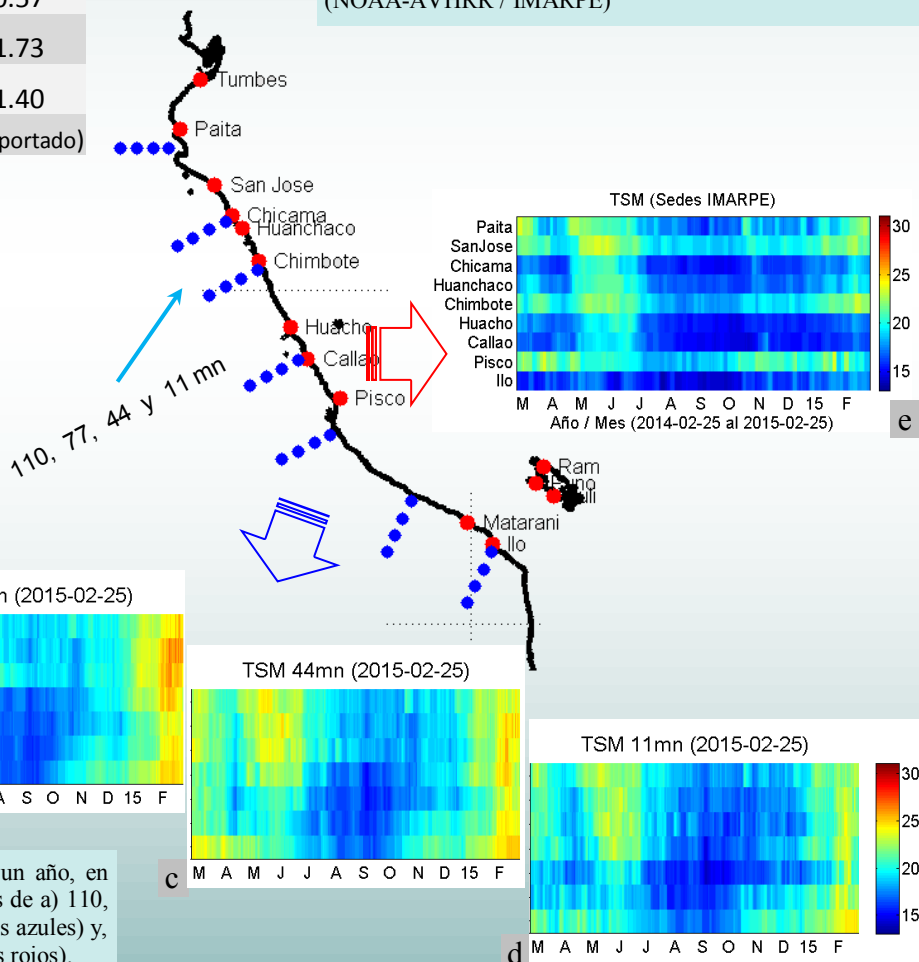 (NOAA-AVHRR / IMARPE)
1.73
1.40
portado)
Tumbes
Paita
San Jose
Chicama
Huanchaco
Chimbote
Huacho
Callao
Pisco
Matarani
Ilo
Ram
110, 77, 44 y 11 mn
TSM (Sedes IMARPE)
Paita
SanJose
Chicama
Huanchaco
Chimbote
Huacho
Callao
Pisco
Ilo
30
25
20
15
M A M J J A S O N D 15 F
Año / Mes (2014-02-25 al 2015-02-25)
e
n (2015-02-25)
A S O N D 15 F
TSM 44mn (2015-02-25)
M A M J J A S O N D 15 F
c
TSM 11mn (2015-02-25)
30
25
20
15
M A M J J A S O N D 15 F
d
un año, en
s de a) 110,
s azules) y,
s rojos).